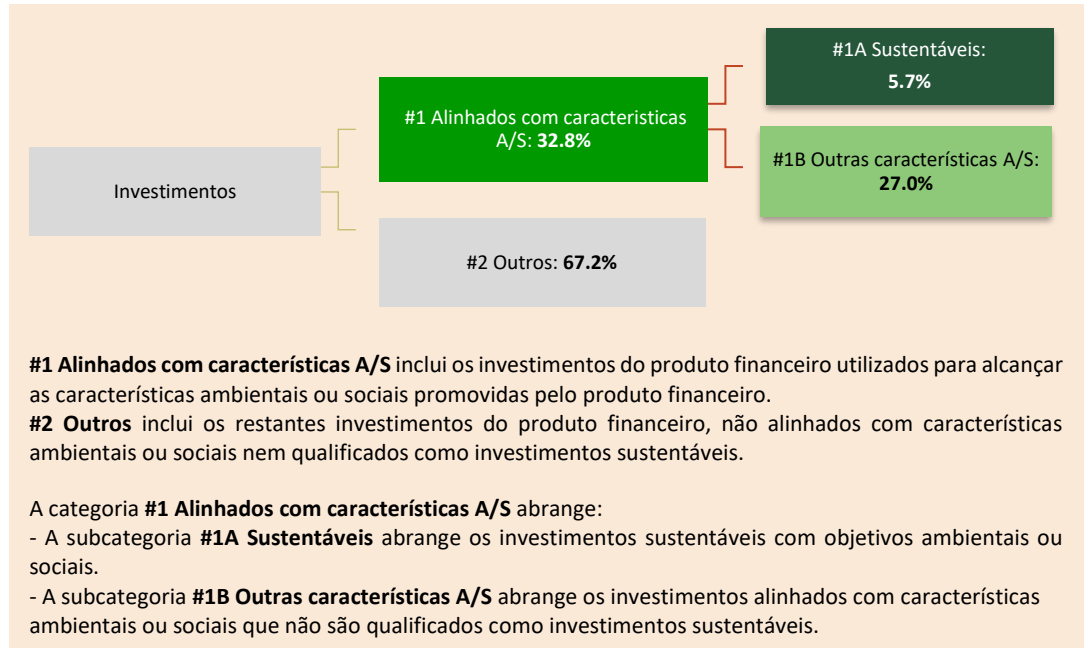 #1A Sustentáveis:
5.7%
#1 Alinhados com caracteristicas
A/S: 32.8%
#1B Outras características A/S:
27.0%
Investimentos
#2 Outros: 67.2%
#1 Alinhados com características A/S inclui os investimentos do produto financeiro utilizados para alcançar
as características ambientais ou sociais promovidas pelo produto financeiro.
#2 Outros inclui os restantes investimentos do produto financeiro, não alinhados com características
ambientais ou sociais nem qualificados como investimentos sustentáveis.
A categoria #1 Alinhados com características A/S abrange:
- A subcategoria #1A Sustentáveis abrange os investimentos sustentáveis com objetivos ambientais ou
sociais.
- A subcategoria #1B Outras características A/S abrange os investimentos alinhados com características
ambientais ou sociais que não são qualificados como investimentos sustentáveis.